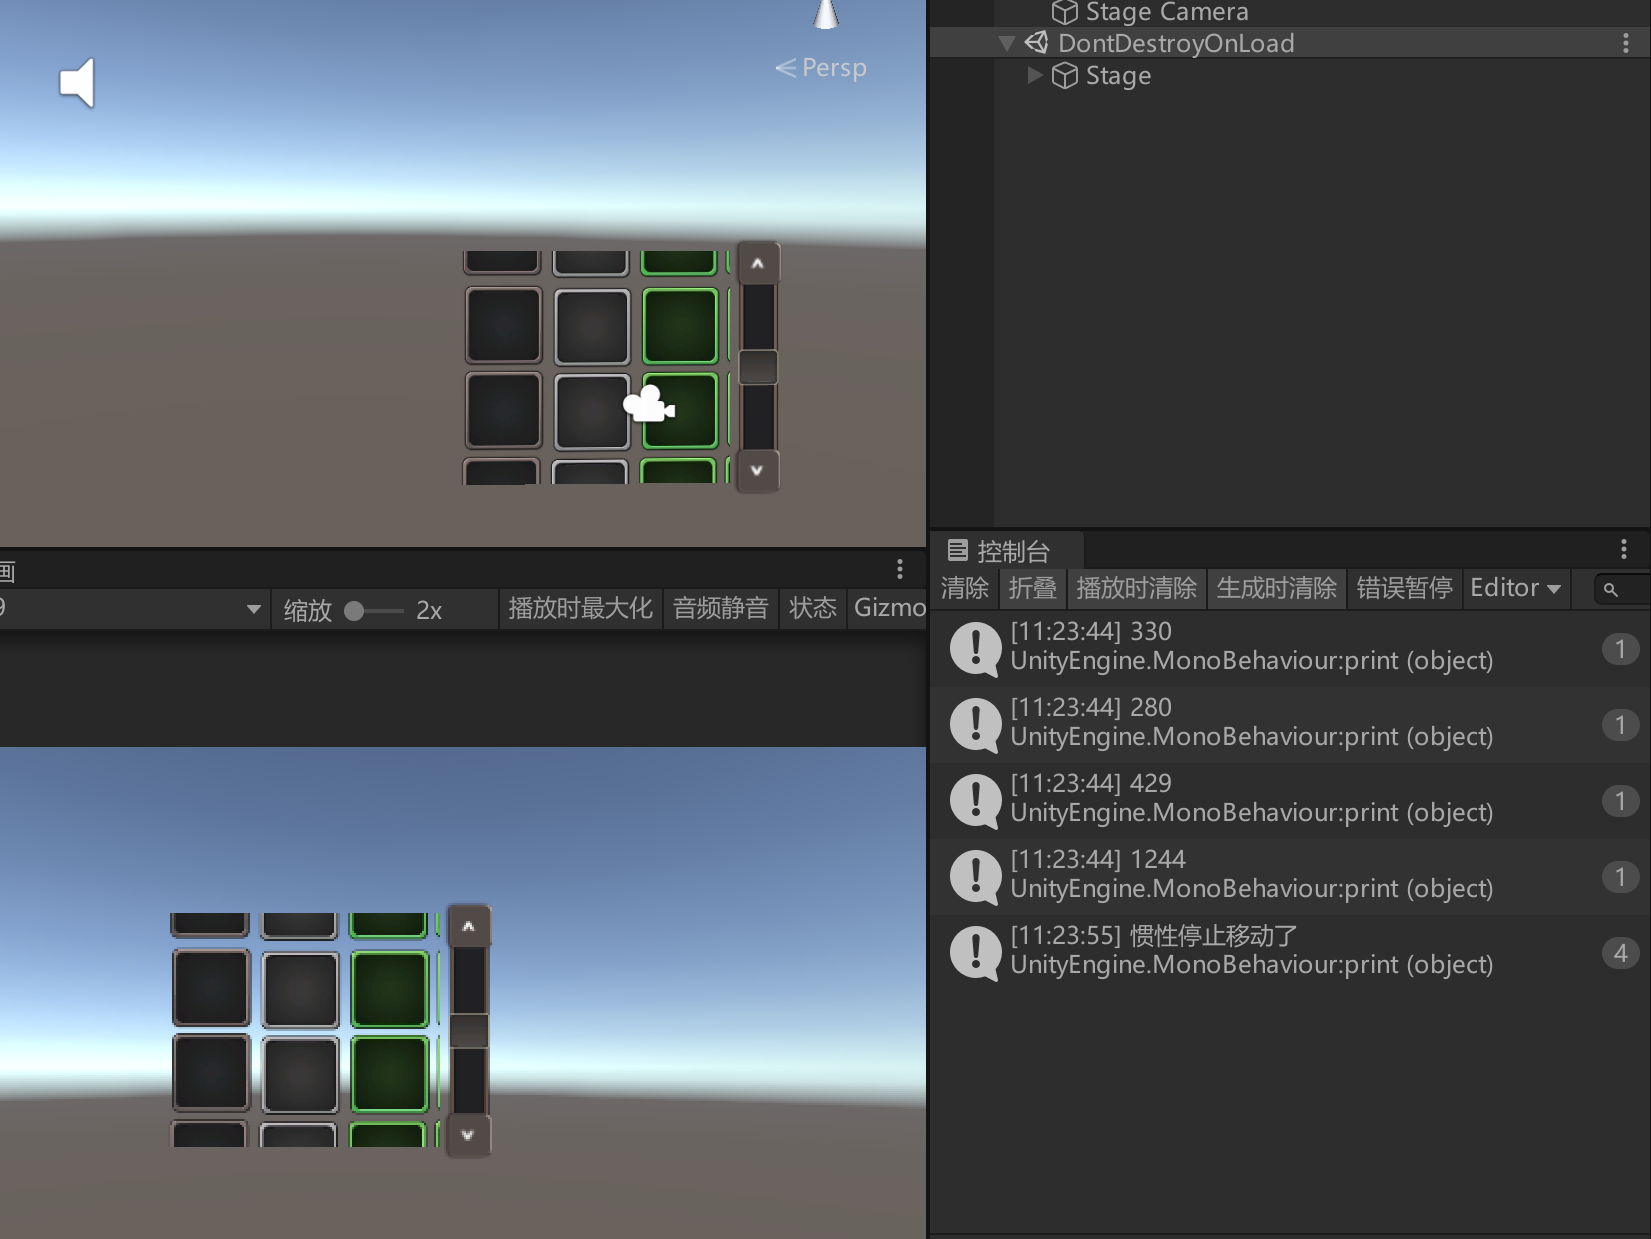 Stage Camera
DontDestroyOnLoad
Stage
Persp
控制台
清除 折叠 播放时清除 生成时清除 错误暂停 Editor
画
9 缩放 2x 播放时最大化 音频静音 状态 Gizmo
[11:23:44] 330
UnityEngine.MonoBehaviour:print (object)
1
[11:23:44] 280
UnityEngine.MonoBehaviour:print (object)
1
[11:23:44] 429
UnityEngine.MonoBehaviour:print (object)
1
[11:23:44] 1244
UnityEngine.MonoBehaviour:print (object)
1
[11:23:55] 惯性停止移动了
UnityEngine.MonoBehaviour:print (object)
4